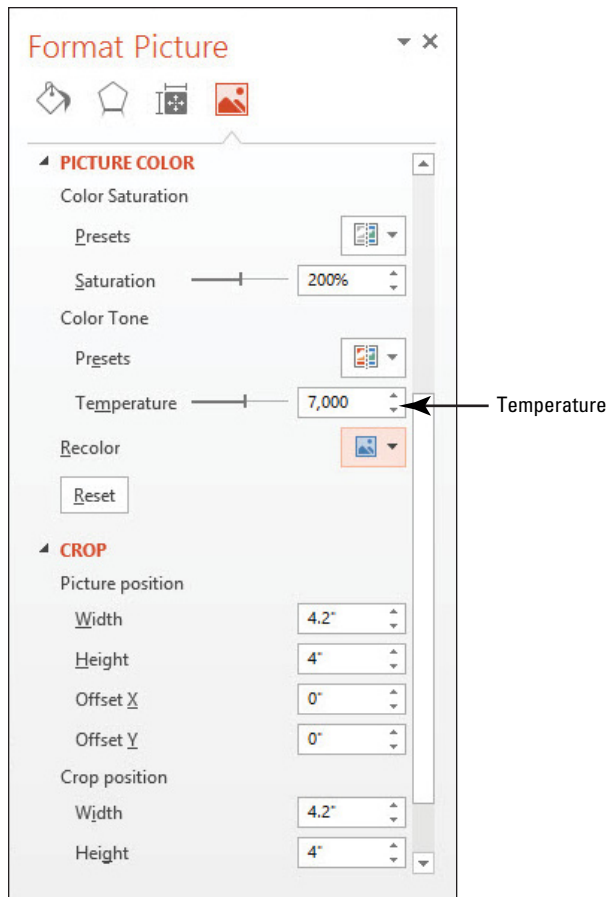 Format Picture
PICTURE COLOR
Color Saturation
Presets
Saturation 200%
Color Tone
Presets
Temperature 7,000 Temperature
Recolor
Reset
CROP
Picture position
Width 4.2"
Height 4"
Offset X 0"
Offset Y 0"
Crop position
Width 4.2"
Height 4"